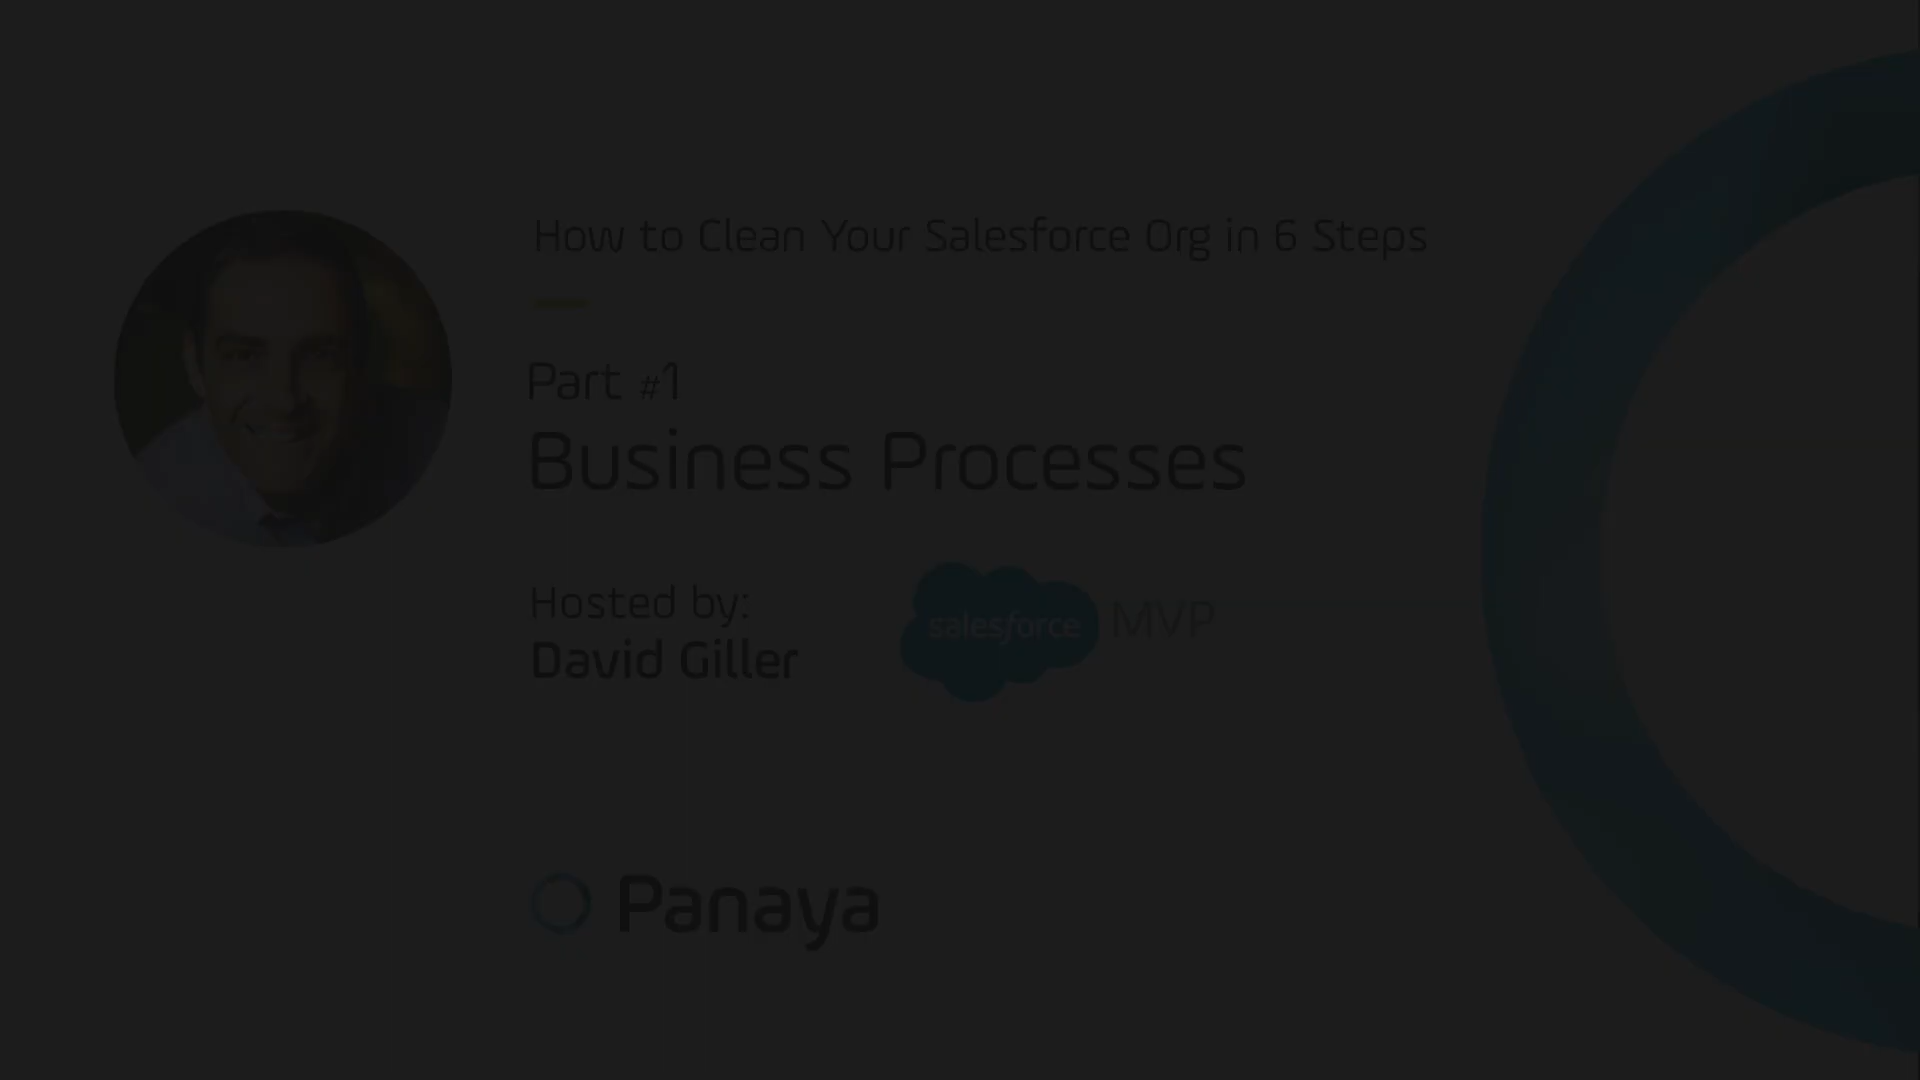 How to Clean Your Salesforce Org in 6 Steps
Part #1
Business Processes
Hosted by:
David Giller
salesforce MVP
Panaya